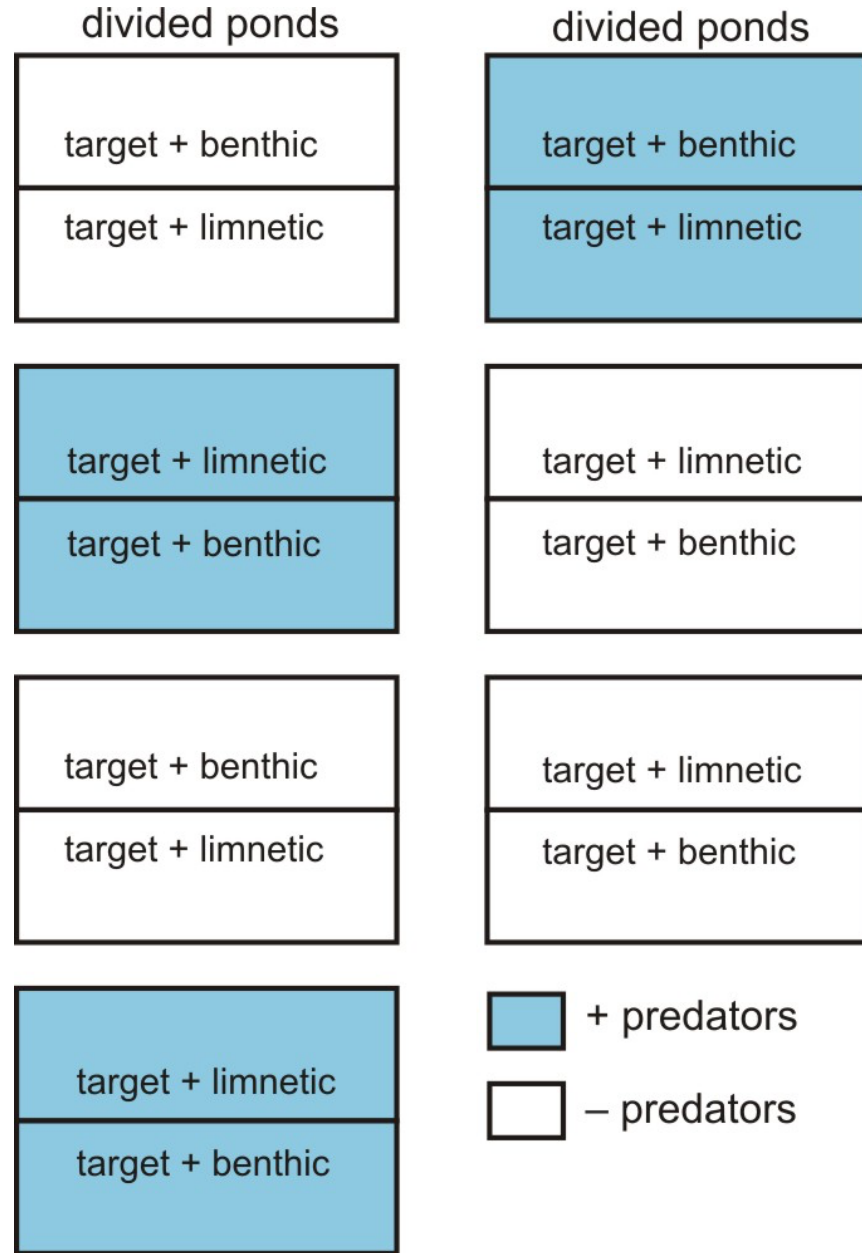 divided ponds
target + benthic
target + limnetic
target + limnetic
target + benthic
target + benthic
target + limnetic
target + limnetic
target + benthic
divided ponds
target + benthic
target + limnetic
target + limnetic
target + benthic
target + limnetic
target + benthic
+ predators
– predators